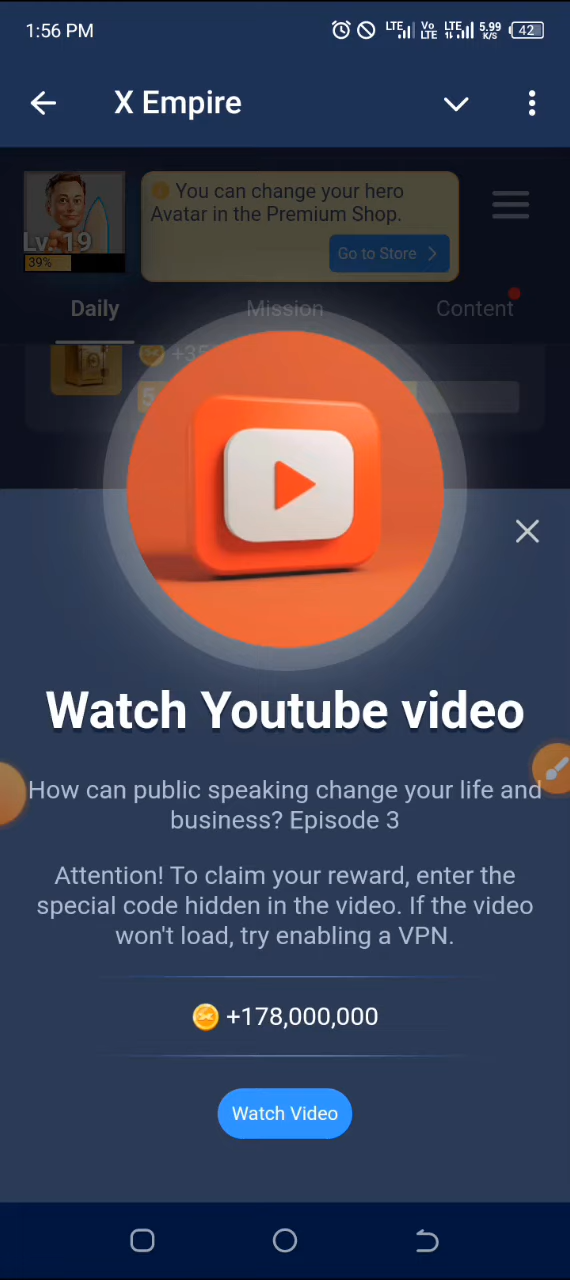 1:56 PM
LTE Vo LTE LTE 5.99 K/S 42
X Empire
You can change your hero
Avatar in the Premium Shop.
Lv. 19
39%
Go to Store
Daily Mission Content
Watch Youtube video
How can public speaking change your life and
business? Episode 3
Attention! To claim your reward, enter the
special code hidden in the video. If the video
won't load, try enabling a VPN.
+178,000,000
Watch Video